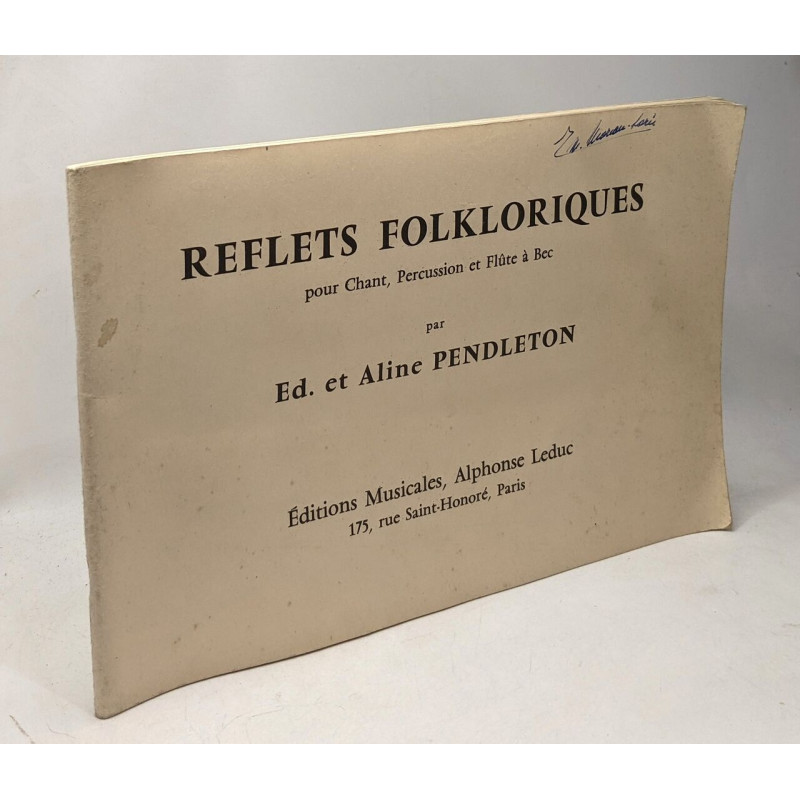 REFLETS FOLKLORIQUES
pour Chant, Percussion et Flûte à Bec
par
Ed. et Aline PENDLETON
Éditions Musicales, Alphonse Leduc
175, rue Saint-Honoré, Paris